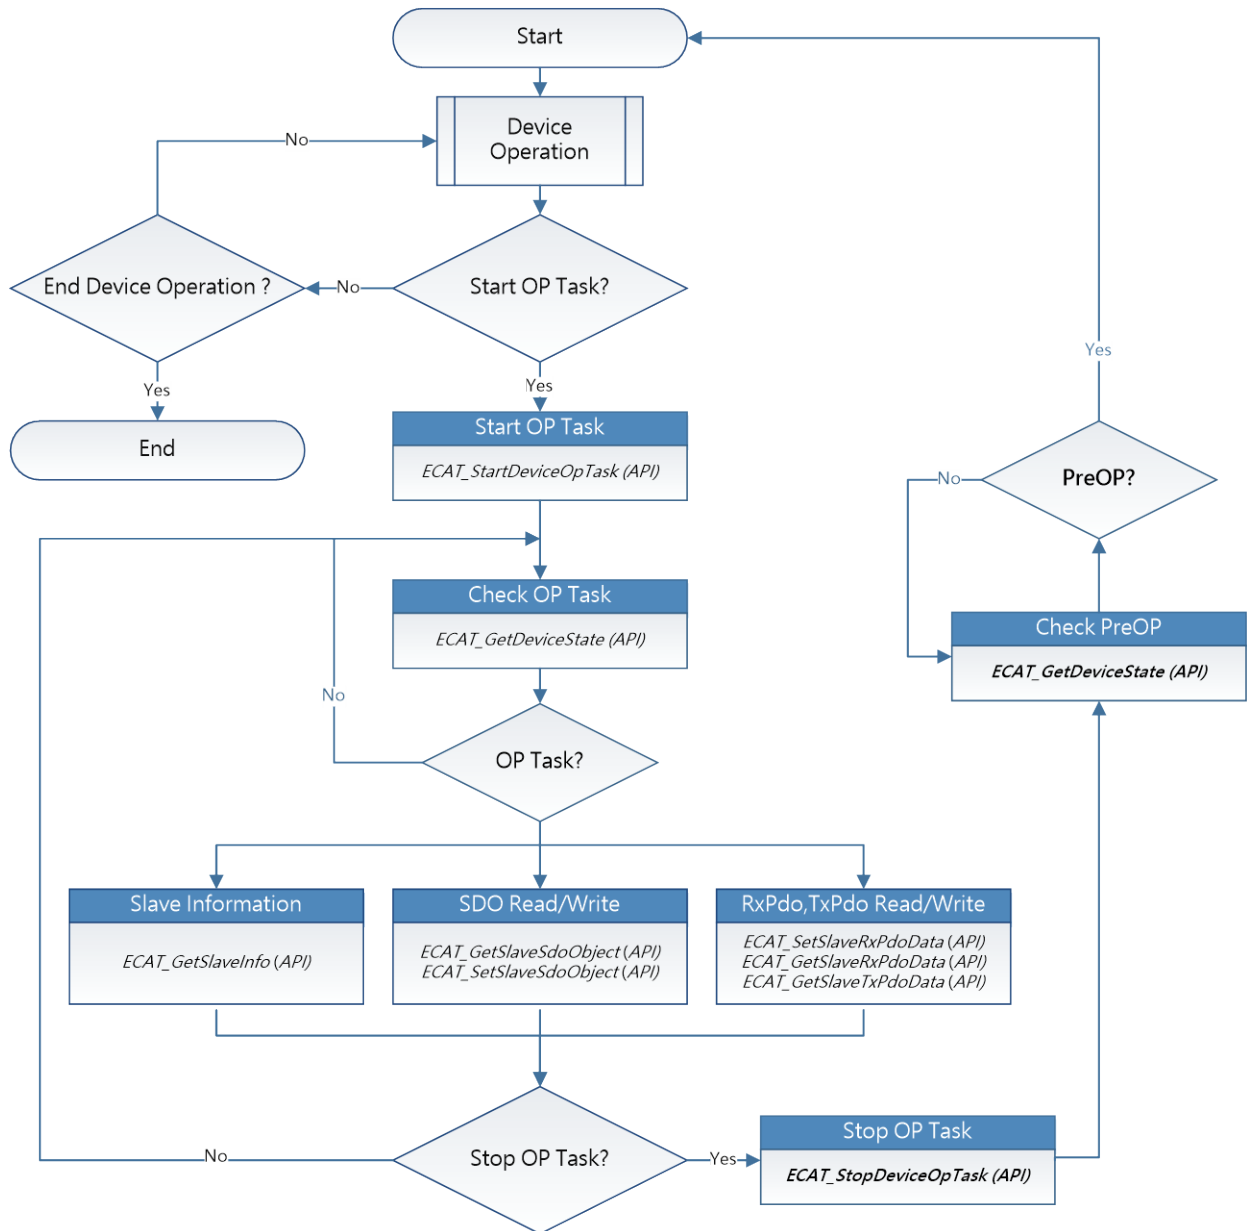 Start
Device
Operation
No
End Device Operation ?
No
Start OP Task?
Yes
Yes
Yes
End
Start OP Task
ECAT_StartDeviceOpTask (API)
No
PreOP?
Check OP Task
ECAT_GetDeviceState (API)
Check PreOP
ECAT_GetDeviceState (API)
No
OP Task?
Slave Information
ECAT_GetSlaveInfo (API)
SDO Read/Write
ECAT_GetSlaveSdoObject (API)
ECAT_SetSlaveSdoObject (API)
RxPdo,TxPdo Read/Write
ECAT_SetSlaveRxPdoData (API)
ECAT_GetSlaveRxPdoData (API)
ECAT_GetSlaveTxPdoData (API)
No
Stop OP Task?
Yes
Stop OP Task
ECAT_StopDeviceOpTask (API)